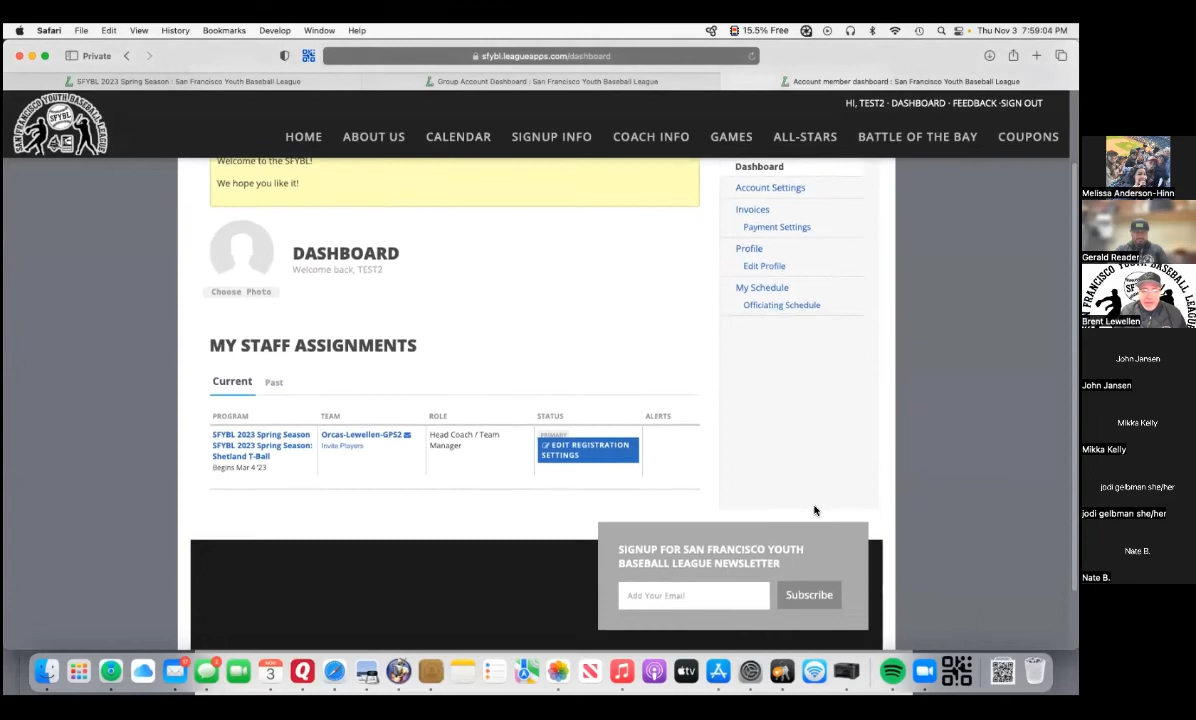 Safari File Edit View History Bookmarks Develop Window Help 15.5% Free Thu Nov 3 7:59:04 PM
Private sfybl.leagueapps.com/dashboard
SFYBL 2023 Spring Season : San Francisco Youth Baseball League Group Account Dashboard : San Francisco Youth Baseball League Account member dashboard : San Francisco Youth Baseball League
HI, TEST2 · DASHBOARD · FEEDBACK ·SIGN OUT
SFYBL
HOME ABOUT US CALENDAR SIGNUP INFO COACH INFO GAMES ALL-STARS BATTLE OF THE BAY COUPONS
Welcome to the SFYBL!
We hope you like it!
DASHBOARD
Welcome back, TEST2
Choose Photo
MY STAFF ASSIGNMENTS
Current Past
PROGRAM TEAM ROLE STATUS ALERTS
SFYBL 2023 Spring Season
SFYBL 2023 Spring Season:
Shetland T-Ball
Begins Mar 4 '23
Orcas-Lewellen-GPS2
Invite Players
Head Coach / Team
Manager
PRIMARY
EDIT REGISTRATION
SETTINGS
Dashboard
Account Settings
Invoices
Payment Settings
Profile
Edit Profile
My Schedule
Officiating Schedule
SIGNUP FOR SAN FRANCISCO YOUTH
BASEBALL LEAGUE NEWSLETTER
Add Your Email Subscribe
Melissa Anderson-Hinn
Gerald Reader
Brent Lewellen
John Jansen
John Jansen
Mikka Kelly
Mikka Kelly
jodi gelbman she/her
jodi gelbman she/her
Nate B.
Nate B.
NOV
3
tv